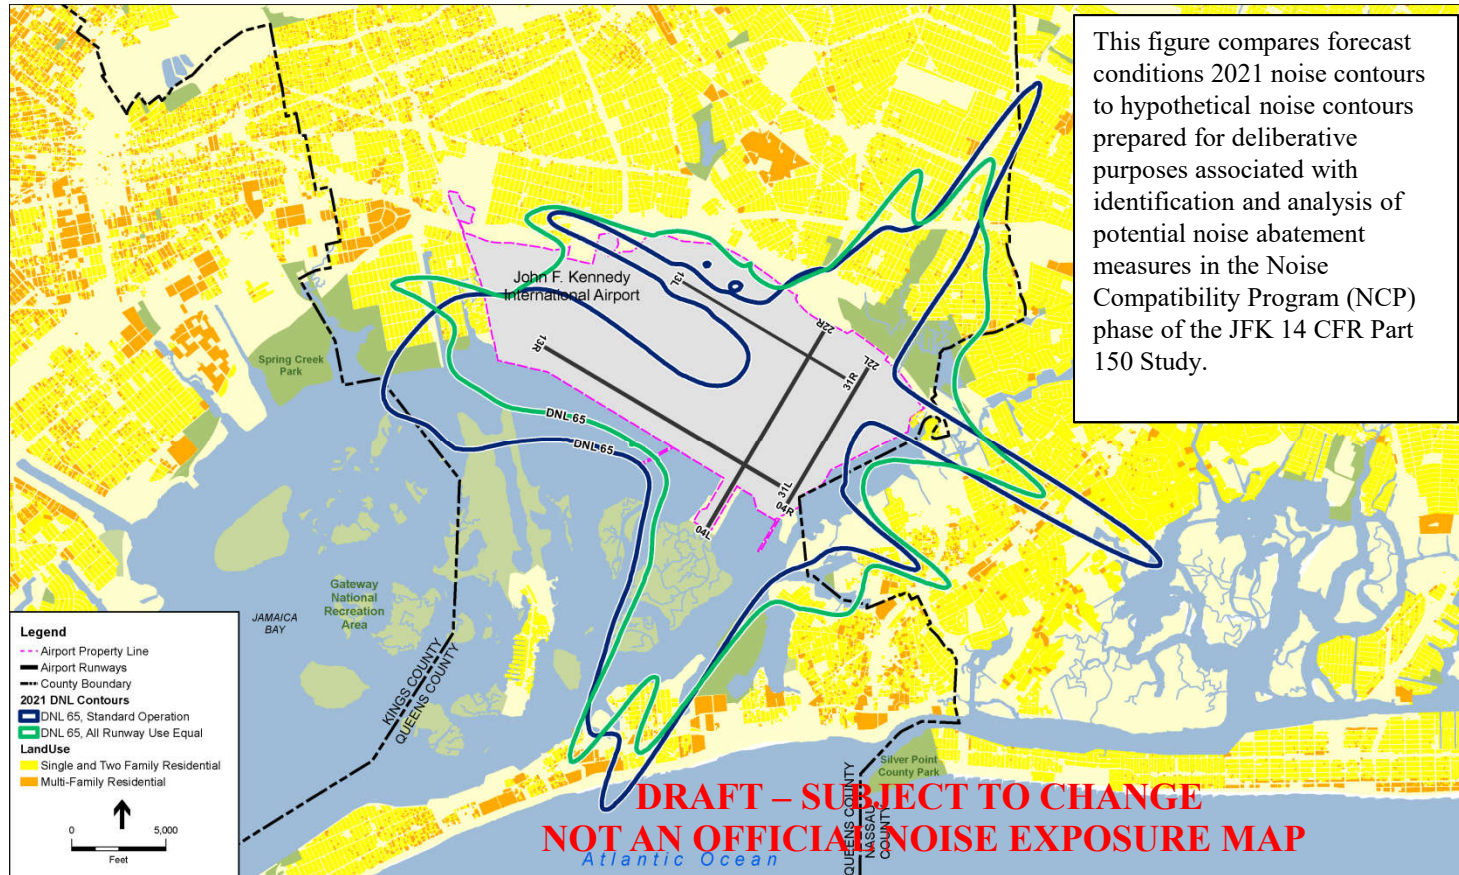 This figure compares forecast
conditions 2021 noise contours
to hypothetical noise contours
prepared for deliberative
purposes associated with
identification and analysis of
potential noise abatement
measures in the Noise
Compatibility Program (NCP)
phase of the JFK 14 CFR Part
150 Study.
John F. Kennedy
International Airport
13L
22R
22L
31R
13R
31L
04R
04L
Spring Creek
Park
DNL 65
DNL 65
Gateway
National
Recreation
Area
JAMAICA
BAY
KINGS COUNTY
QUEENS COUNTY
Silver Point
County Park
QUEENS COUNTY
NASSAU
COUNTY
Legend
Airport Property Line
Airport Runways
County Boundary
2021 DNL Contours
DNL 65, Standard Operation
DNL 65, All Runway Use Equal
LandUse
Single and Two Family Residential
Multi-Family Residential
0 5,000
Feet
DRAFT – SUBJECT TO CHANGE
NOT AN OFFICIAL NOISE EXPOSURE MAP
Atlantic Ocean